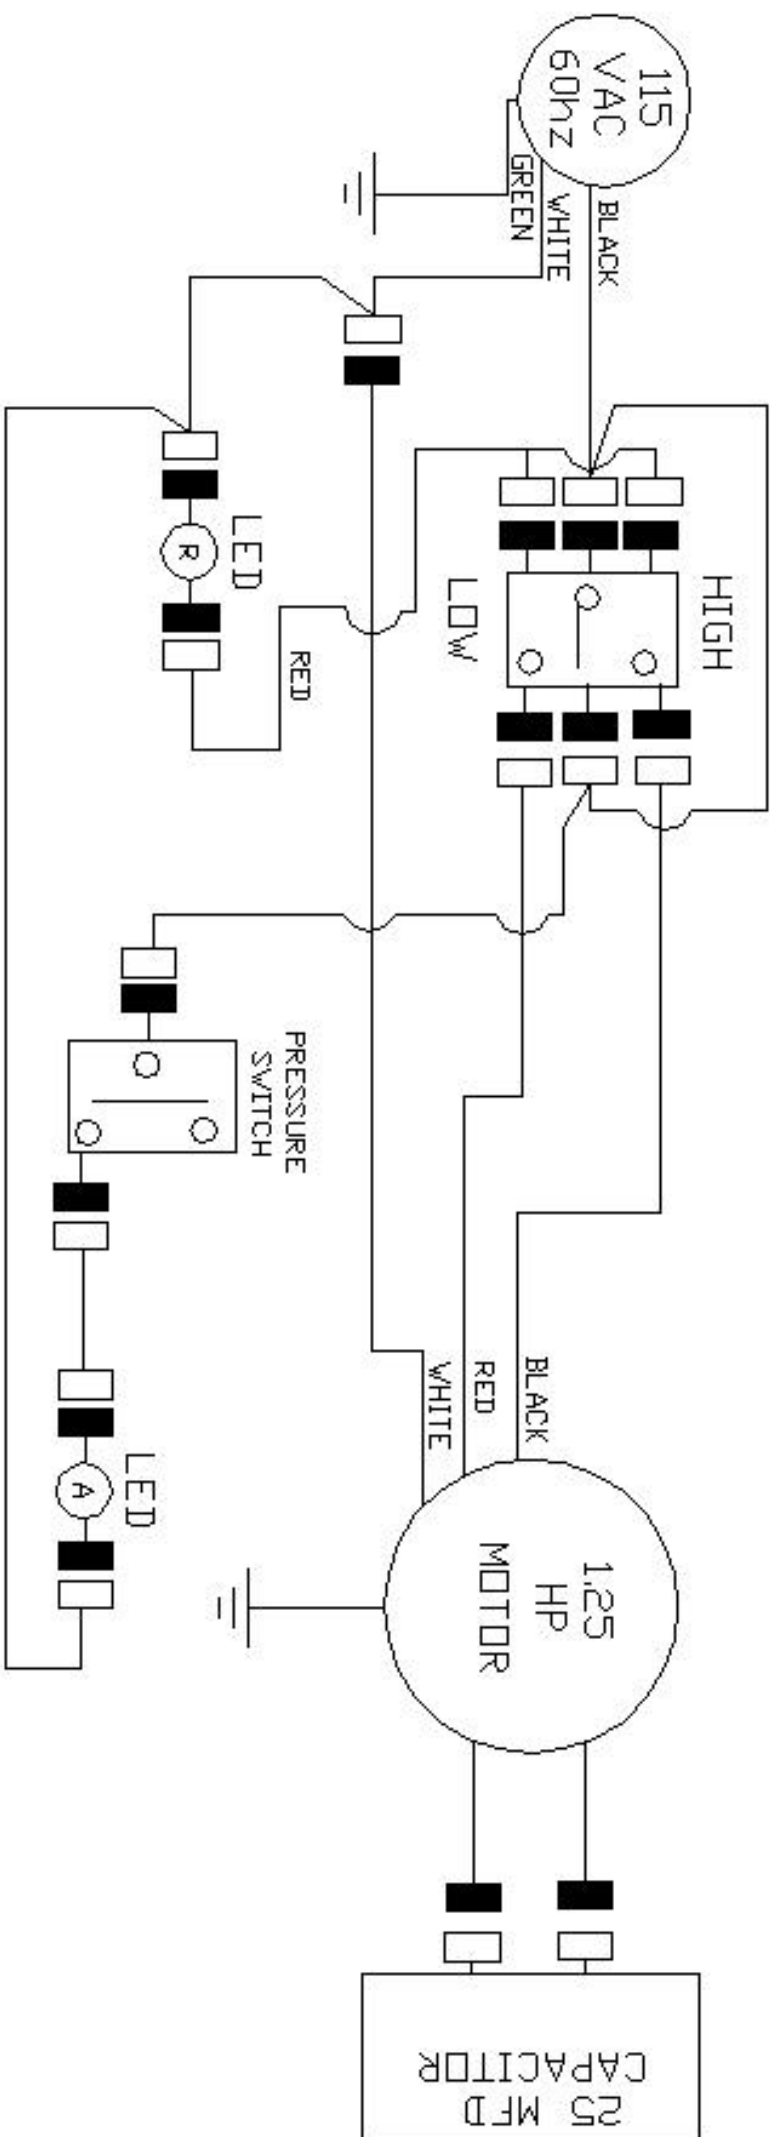 115
VAC
60hz
GREEN
WHITE
BLACK
HIGH
LOW
LED
R
RED
PRESSURE
SWITCH
BLACK
RED
WHITE
LED
A
1.25
HP
MOTOR
25 MFD
CAPACITOR